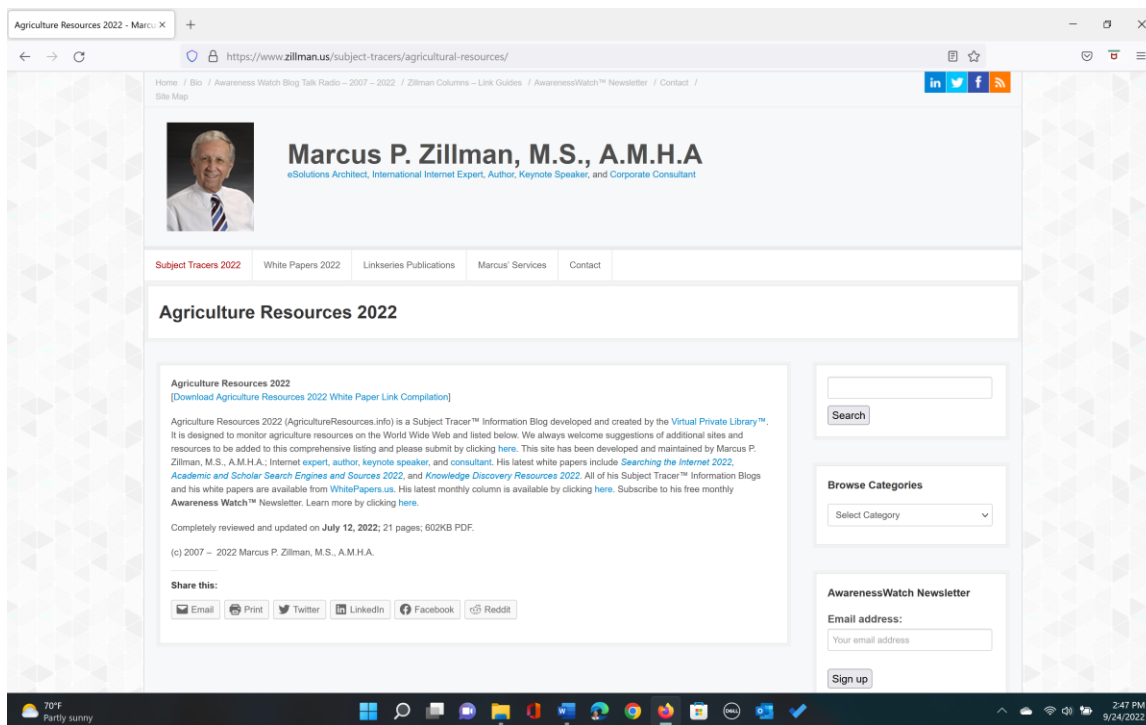 Agriculture Resources 2022 - Marcu
https://www.zillman.us/subject-tracers/agricultural-resources/
Home / Bio / Awareness Watch Blog Talk Radio – 2007 – 2022 / Zillman Columns – Link Guides / AwarenessWatch™ Newsletter / Contact /
Site Map
Marcus P. Zillman, M.S., A.M.H.A
eSolutions Architect, International Internet Expert, Author, Keynote Speaker, and Corporate Consultant
Subject Tracers 2022 White Papers 2022 Linkseries Publications Marcus' Services Contact
Agriculture Resources 2022
Agriculture Resources 2022
[Download Agriculture Resources 2022 White Paper Link Compilation]
Agriculture Resources 2022 (AgricultureResources.info) is a Subject Tracer™ Information Blog developed and created by the Virtual Private Library™.
It is designed to monitor agriculture resources on the World Wide Web and listed below. We always welcome suggestions of additional sites and
resources to be added to this comprehensive listing and please submit by clicking here. This site has been developed and maintained by Marcus P.
Zillman, M.S., A.M.H.A.; Internet expert, author, keynote speaker, and consultant. His latest white papers include Searching the Internet 2022,
Academic and Scholar Search Engines and Sources 2022, and Knowledge Discovery Resources 2022. All of his Subject Tracer™ Information Blogs
and his white papers are available from WhitePapers.us. His latest monthly column is available by clicking here. Subscribe to his free monthly
Awareness Watch™ Newsletter. Learn more by clicking here.
Completely reviewed and updated on July 12, 2022; 21 pages; 602KB PDF.
(c) 2007 – 2022 Marcus P. Zillman, M.S., A.M.H.A.
Share this:
Email Print Twitter LinkedIn Facebook Reddit
Search
Browse Categories
Select Category
AwarenessWatch Newsletter
Email address:
Your email address
Sign up
70°F
Partly sunny
DELL
2:47 PM
9/24/2022